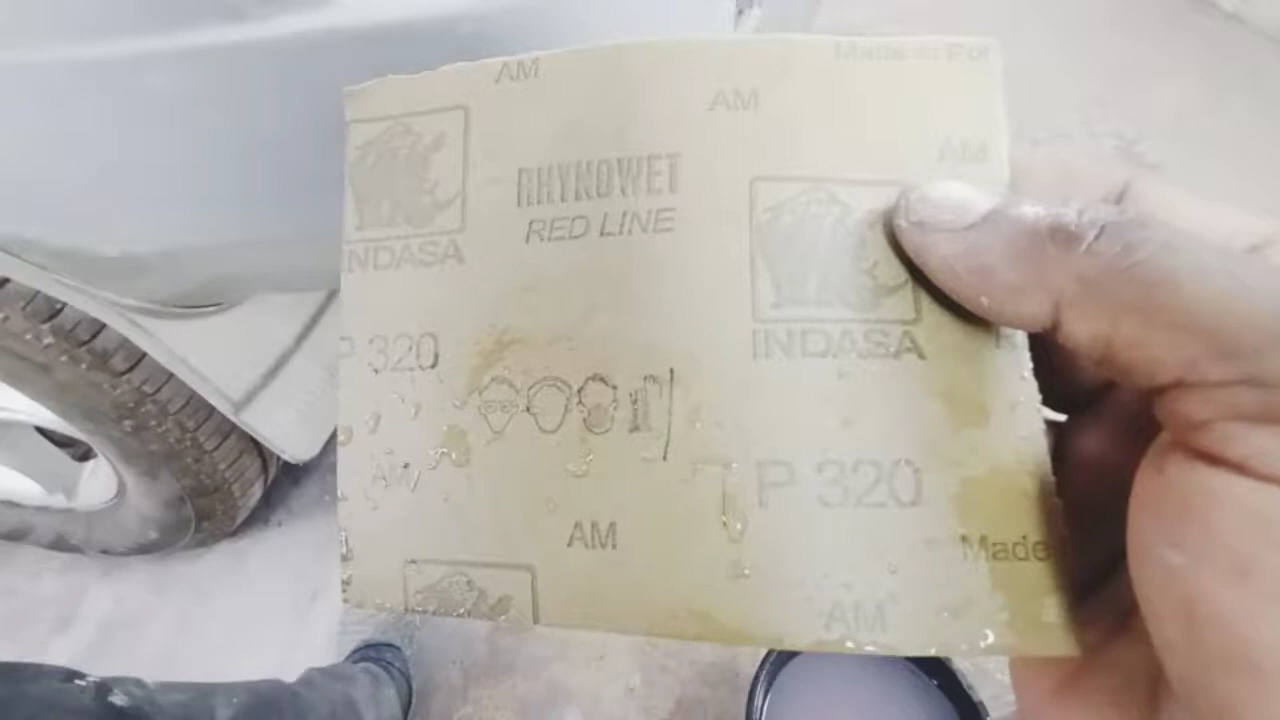 AM
Made in Por
AM
AM
RHYNOWET
RED LINE
INDASA
INDASA
P 320
P 320
AM
AM
Made
AM